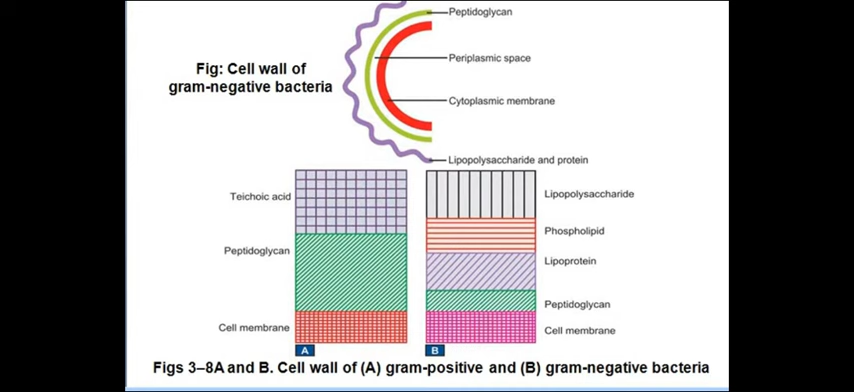 Peptidoglycan
Fig: Cell wall of
gram-negative bacteria
Periplasmic space
Cytoplasmic membrane
Lipopolysaccharide and protein
Teichoic acid
Peptidoglycan
Cell membrane
Lipopolysaccharide
Phospholipid
Lipoprotein
Peptidoglycan
Cell membrane
A
B
Figs 3–8A and B. Cell wall of (A) gram-positive and (B) gram-negative bacteria